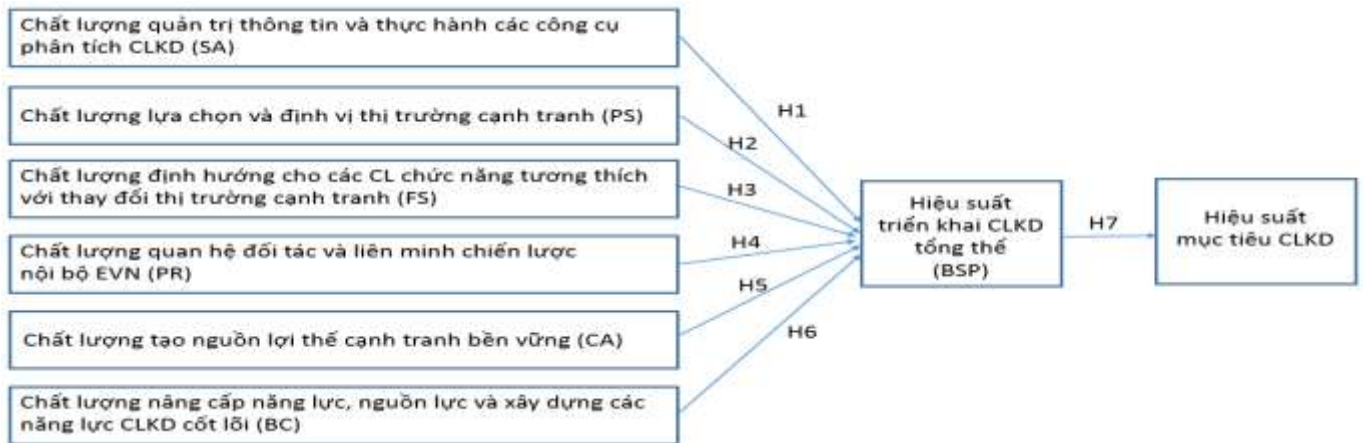 Chất lượng quản trị thông tin và thực hành các công cụ
phân tích CLKD (SA)
Chất lượng lựa chọn và định vị thị trường cạnh tranh (PS)
Chất lượng định hướng cho các CL chức năng tương thích
với thay đổi thị trường cạnh tranh (FS)
Chất lượng quan hệ đối tác và liên minh chiến lược
nội bộ EVN (PR)
Chất lượng tạo nguồn lợi thế cạnh tranh bền vững (CA)
Chất lượng nâng cấp năng lực, nguồn lực và xây dựng các
năng lực CLKD cốt lõi (BC)
H1
H2
H3
H4
H5
H6
Hiệu suất
triển khai CLKD
tổng thể
(BSP)
H7
Hiệu suất
mục tiêu CLKD